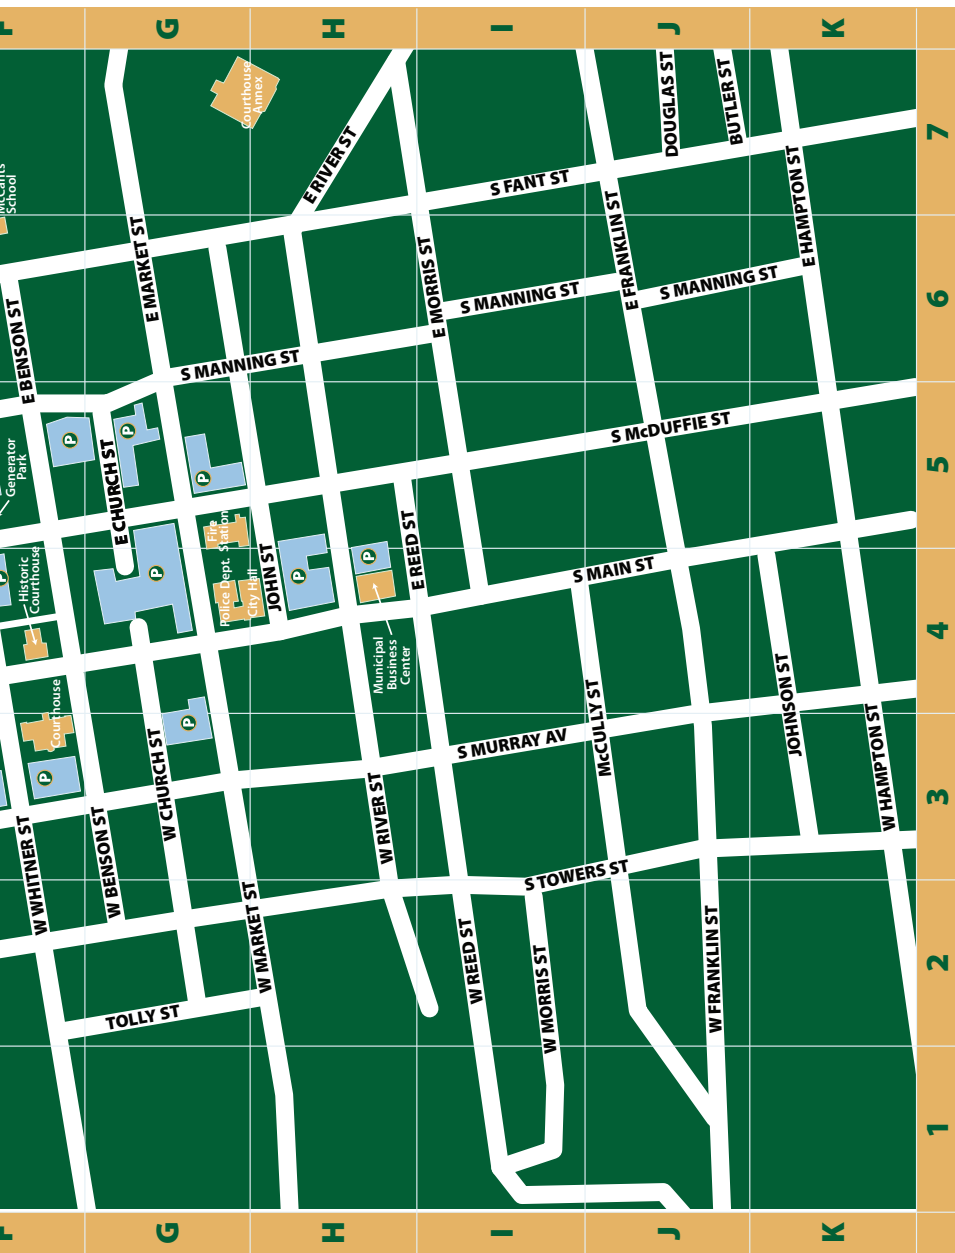 F
G
H
I
J
K
Courthouse
Annex
DOUGLAS ST
BUTLER ST
7
E RIVER ST
S FANT ST
McCants
School
E HAMPTON ST
E MARKET ST
E FRANKLIN ST
E MORRIS ST
S MANNING ST
S MANNING ST
6
E BENSON ST
S MANNING ST
S McDUFFIE ST
P
P
P
Generator
Park
E CHURCH ST
5
Fire
Station
E REED ST
JOHN ST
P
P
P
P
Historic
Courthouse
Police Dept.
City Hall
S MAIN ST
4
Municipal
Business
Center
JOHNSON ST
McCULLY ST
Courthouse
P
P
W CHURCH ST
S MURRAY AV
W HAMPTON ST
3
W RIVER ST
W WHITNER ST
W BENSON ST
S TOWERS ST
W MARKET ST
W REED ST
W MORRIS ST
W FRANKLIN ST
2
TOLLY ST
1
F
G
H
I
J
K